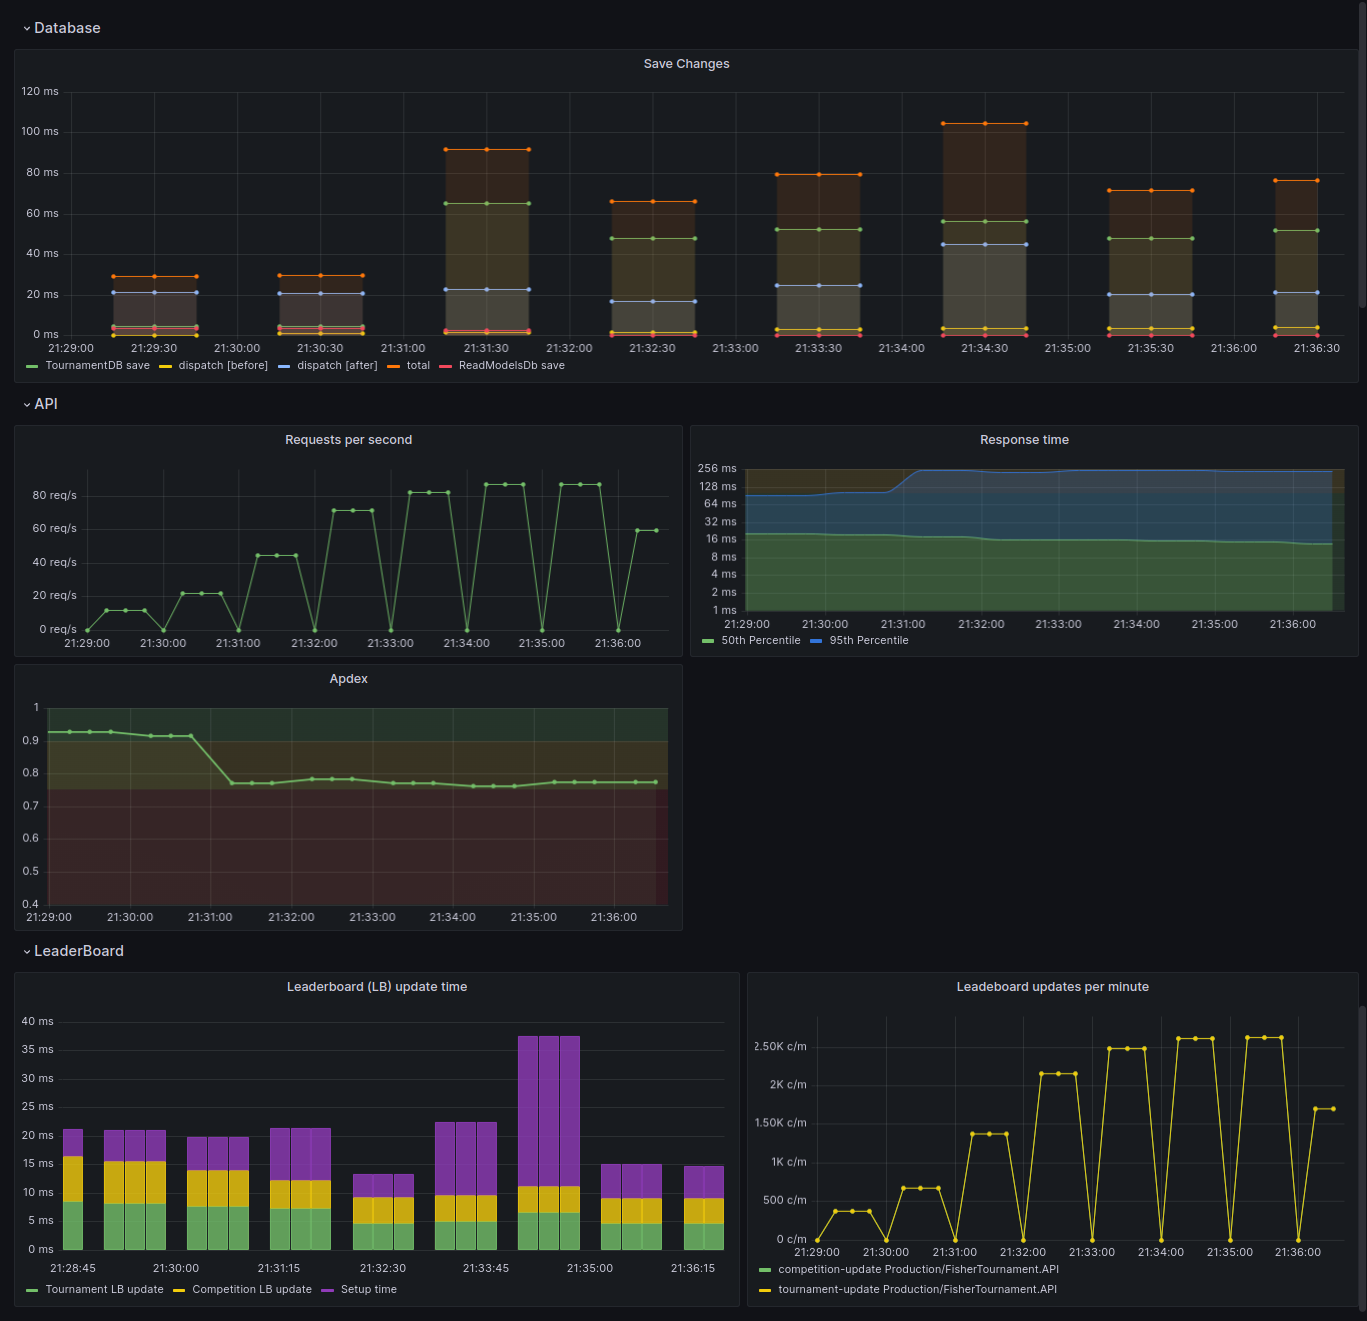 Database
Save Changes
120 ms
100 ms
80 ms
60 ms
40 ms
20 ms
0 ms
21:29:00 21:29:30 21:30:00 21:30:30 21:31:00 21:31:30 21:32:00 21:32:30 21:33:00 21:33:30 21:34:00 21:34:30 21:35:00 21:35:30 21:36:00 21:36:30
TournamentDB save dispatch [before] dispatch [after] total ReadModelsDb save
API
Requests per second
80 req/s
60 req/s
40 req/s
20 req/s
0 req/s
21:29:00 21:30:00 21:31:00 21:32:00 21:33:00 21:34:00 21:35:00 21:36:00
Response time
256 ms
128 ms
64 ms
32 ms
16 ms
8 ms
4 ms
2 ms
1 ms
21:29:00 21:30:00 21:31:00 21:32:00 21:33:00 21:34:00 21:35:00 21:36:00
50th Percentile 95th Percentile
Apdex
1
0.9
0.8
0.7
0.6
0.5
0.4
21:29:00 21:30:00 21:31:00 21:32:00 21:33:00 21:34:00 21:35:00 21:36:00
LeaderBoard
Leaderboard (LB) update time
40 ms
35 ms
30 ms
25 ms
20 ms
15 ms
10 ms
5 ms
0 ms
21:28:45 21:30:00 21:31:15 21:32:30 21:33:45 21:35:00 21:36:15
Tournament LB update Competition LB update Setup time
Leadeboard updates per minute
2.50K c/m
2K c/m
1.50K c/m
1K c/m
500 c/m
0 c/m
21:29:00 21:30:00 21:31:00 21:32:00 21:33:00 21:34:00 21:35:00 21:36:00
competition-update Production/FisherTournament.API
tournament-update Production/FisherTournament.API